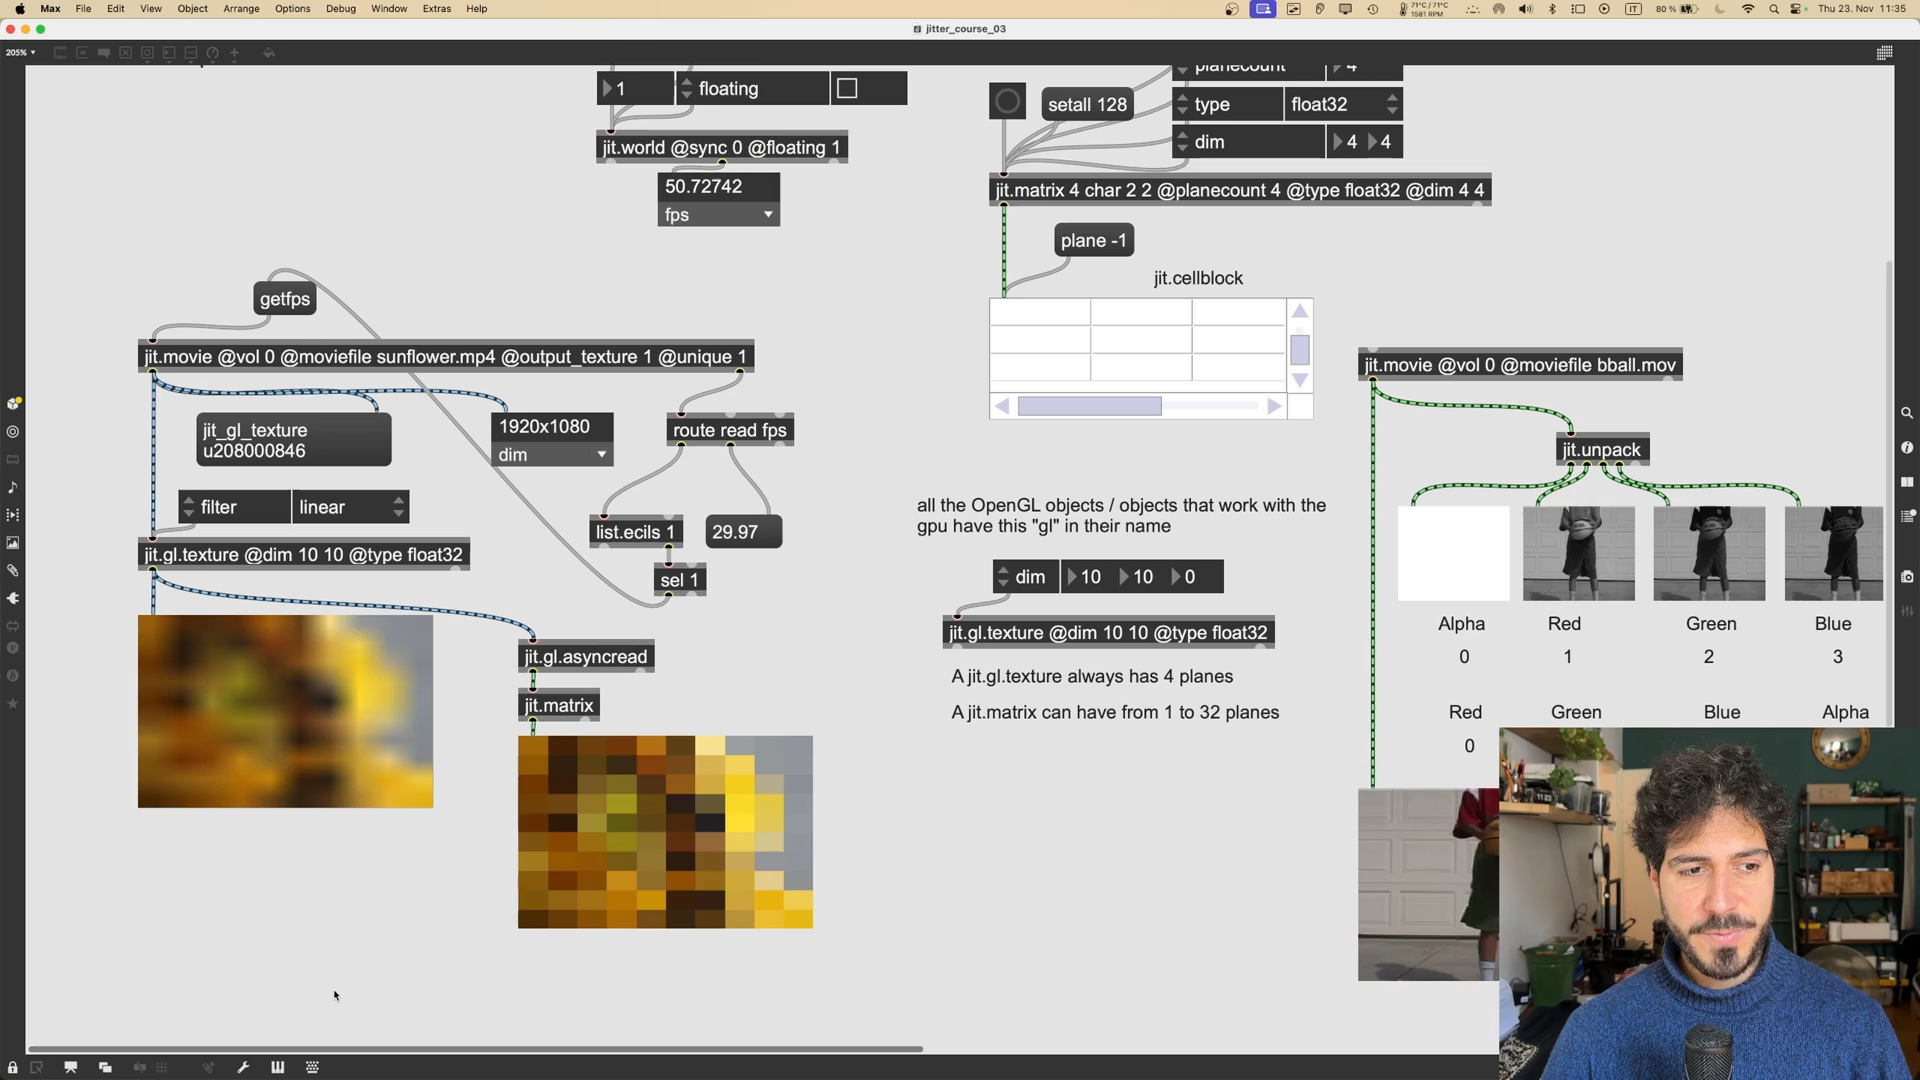 Max File Edit View Object Arrange Options Debug Window Extras Help
71°C / 71°C
1581 RPM
80 %
Thu 23. Nov 11:35
jitter_course_03
205%
1
floating
jit.world @sync 0 @floating 1
50.72742
fps
planecount 4
setall 128
type float32
dim 4 4
jit.matrix 4 char 2 2 @planecount 4 @type float32 @dim 4 4
plane -1
jit.cellblock
getfps
jit.movie @vol 0 @moviefile sunflower.mp4 @output_texture 1 @unique 1
jit_gl_texture
u208000846
1920x1080
dim
route read fps
filter linear
list.ecils 1
29.97
jit.gl.texture @dim 10 10 @type float32
sel 1
jit.gl.asyncread
jit.matrix
all the OpenGL objects / objects that work with the
gpu have this "gl" in their name
dim 10 10 0
jit.gl.texture @dim 10 10 @type float32
A jit.gl.texture always has 4 planes
A jit.matrix can have from 1 to 32 planes
jit.movie @vol 0 @moviefile bball.mov
jit.unpack
Alpha Red Green Blue
0 1 2 3
Red Green Blue Alpha
0